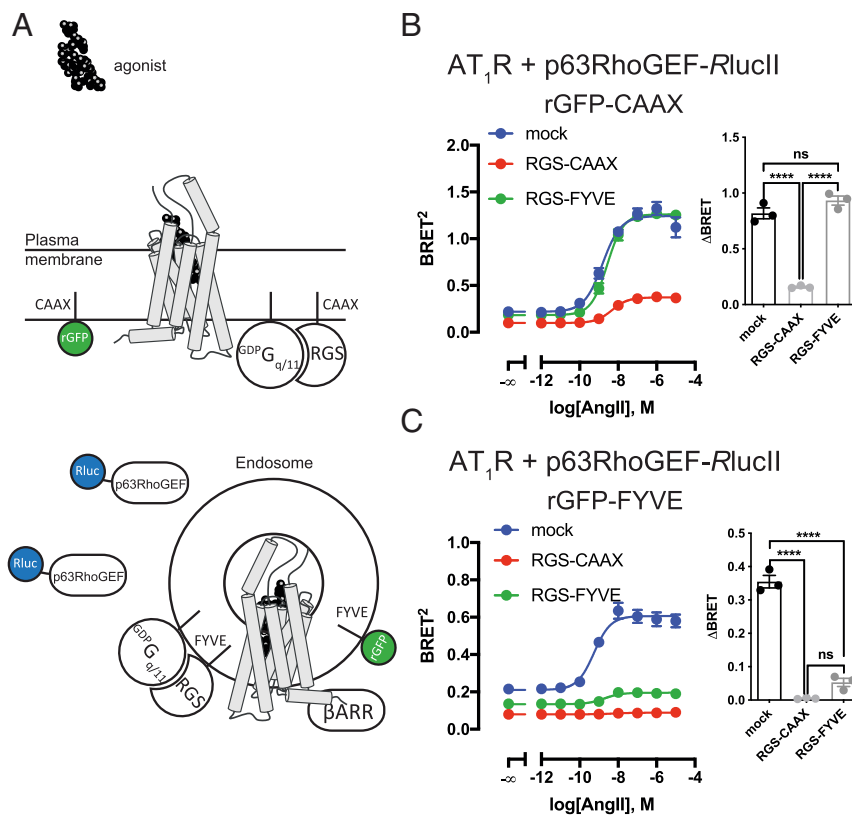 A
agonist
Plasma
membrane
CAAX
CAAX
rGFP
GDPGq/11
RGS
Endosome
Rluc
p63RhoGEF
Rluc
p63RhoGEF
FYVE
FYVE
rGFP
GDPGq/11
RGS
βARR
B
AT1R + p63RhoGEF-RlucII
rGFP-CAAX
mock
RGS-CAAX
RGS-FYVE
BRET2
2.0
1.5
1.0
0.5
0.0
-∞ -12 -10 -8 -6 -4
log[AngII], M
ns
**** ****
ΔBRET
1.5
1.0
0.5
0.0
mock
RGS-CAAX
RGS-FYVE
C
AT1R + p63RhoGEF-RlucII
rGFP-FYVE
mock
RGS-CAAX
RGS-FYVE
BRET2
1.0
0.8
0.6
0.4
0.2
0.0
-∞ -12 -10 -8 -6 -4
log[AngII], M
****
****
ns
ΔBRET
0.5
0.4
0.3
0.2
0.1
0.0
mock
RGS-CAAX
RGS-FYVE